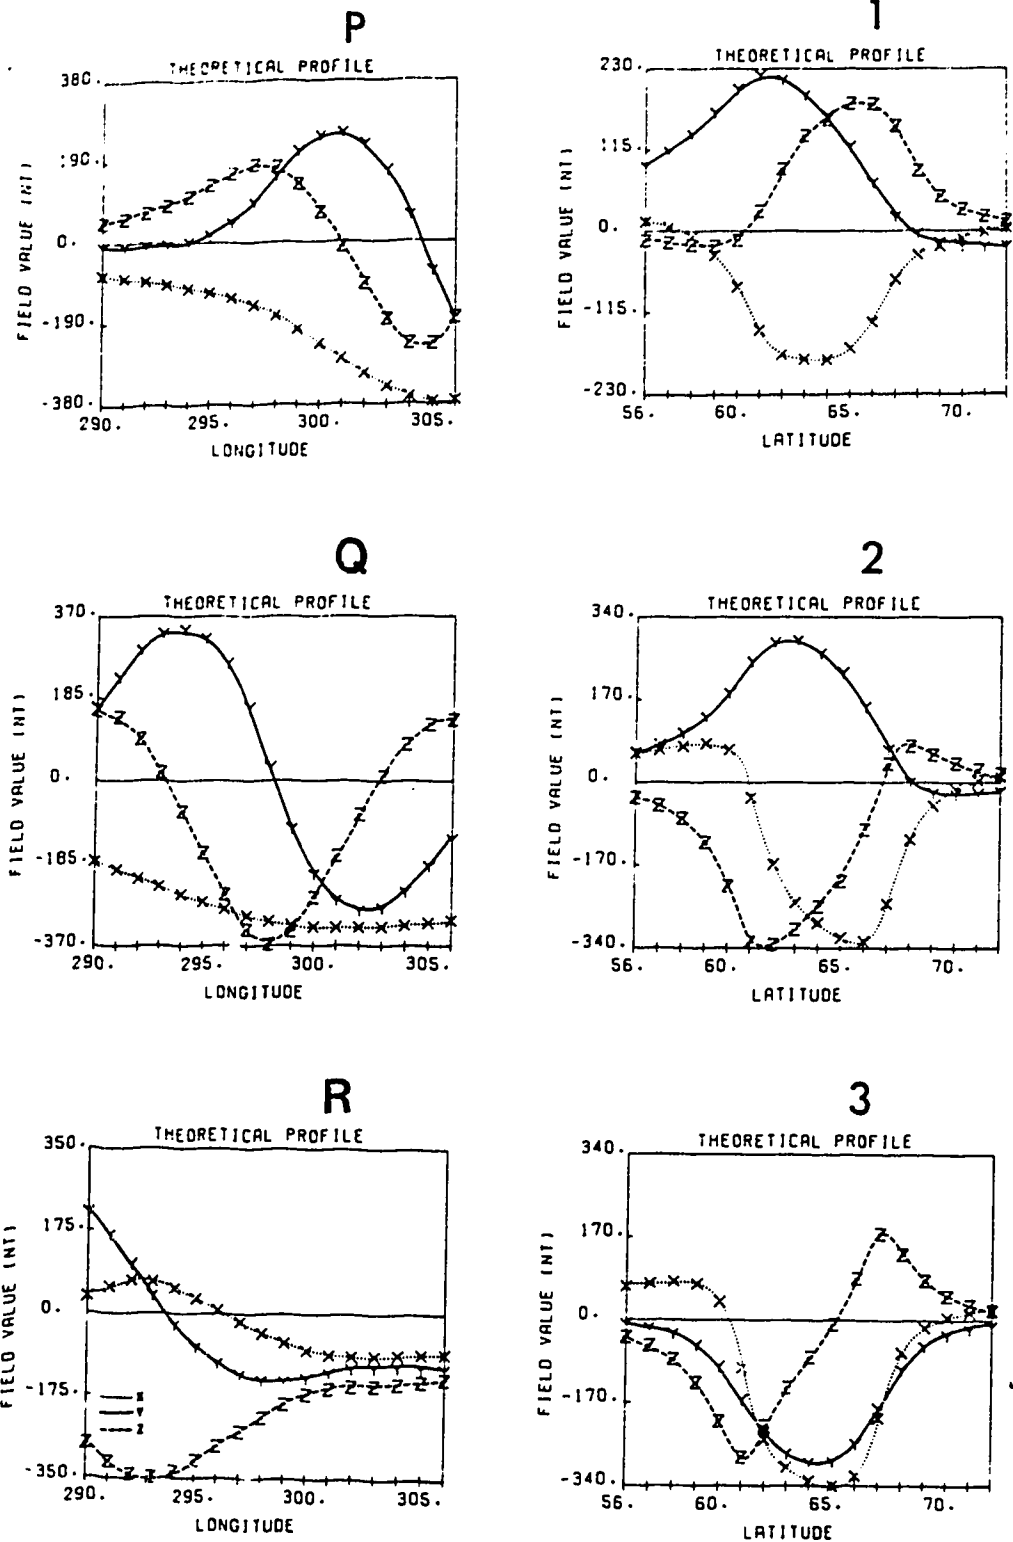 P
THEORETICAL PROFILE
380.
190.
0.
-190.
-380.
290. 295. 300. 305.
FIELD VALUE (NT)
LONGITUDE
1
THEORETICAL PROFILE
230.
115.
0.
-115.
-230.
56. 60. 65. 70.
FIELD VALUE (NT)
LATITUDE
Q
THEORETICAL PROFILE
370.
185.
0.
-185.
-370.
290. 295. 300. 305.
FIELD VALUE (NT)
LONGITUDE
2
THEORETICAL PROFILE
340.
170.
0.
-170.
-340.
56. 60. 65. 70.
FIELD VALUE (NT)
LATITUDE
R
THEORETICAL PROFILE
350.
175.
0.
-175.
-350.
290. 295. 300. 305.
FIELD VALUE (NT)
LONGITUDE
X
Y
Z
3
THEORETICAL PROFILE
340.
170.
0.
-170.
-340.
56. 60. 65. 70.
FIELD VALUE (NT)
LATITUDE